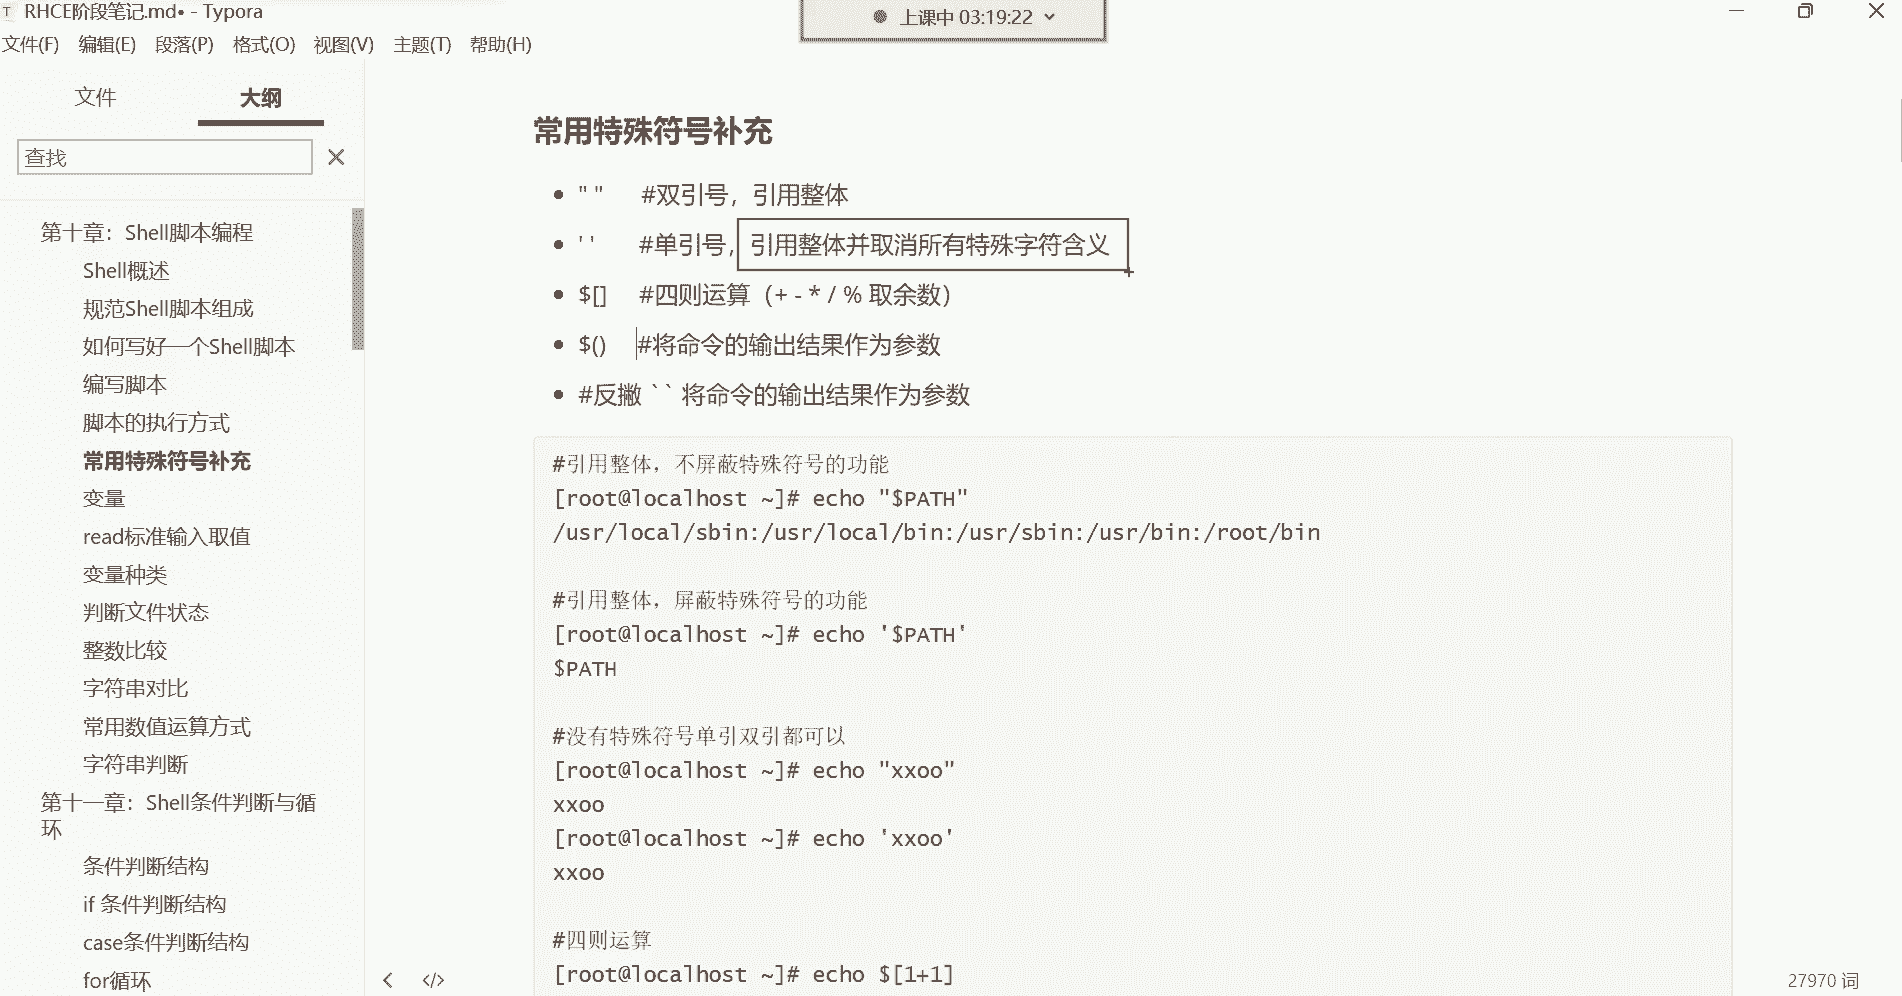 RHCE阶段笔记.md• - Typora
上课中 03:19:22
文件(F) 编辑(E) 段落(P) 格式(O) 视图(V) 主题(T) 帮助(H)
文件 大纲
查找
第十章：Shell脚本编程
Shell概述
规范Shell脚本组成
如何写好一个Shell脚本
编写脚本
脚本的执行方式
常用特殊符号补充
变量
read标准输入取值
变量种类
判断文件状态
整数比较
字符串对比
常用数值运算方式
字符串判断
第十一章：Shell条件判断与循
环
条件判断结构
if 条件判断结构
case条件判断结构
for循环
常用特殊符号补充
• " " #双引号，引用整体
• ' ' #单引号，引用整体并取消所有特殊字符含义
• $[] #四则运算（+ - * / % 取余数）
• $() #将命令的输出结果作为参数
• #反撇 ` ` 将命令的输出结果作为参数
#引用整体，不屏蔽特殊符号的功能
[root@localhost ~]# echo "$PATH"
/usr/local/sbin:/usr/local/bin:/usr/sbin:/usr/bin:/root/bin
#引用整体，屏蔽特殊符号的功能
[root@localhost ~]# echo '$PATH'
$PATH
#没有特殊符号单引双引都可以
[root@localhost ~]# echo "xxoo"
xxoo
[root@localhost ~]# echo 'xxoo'
xxoo
#四则运算
[root@localhost ~]# echo $[1+1]
</>
27970 词